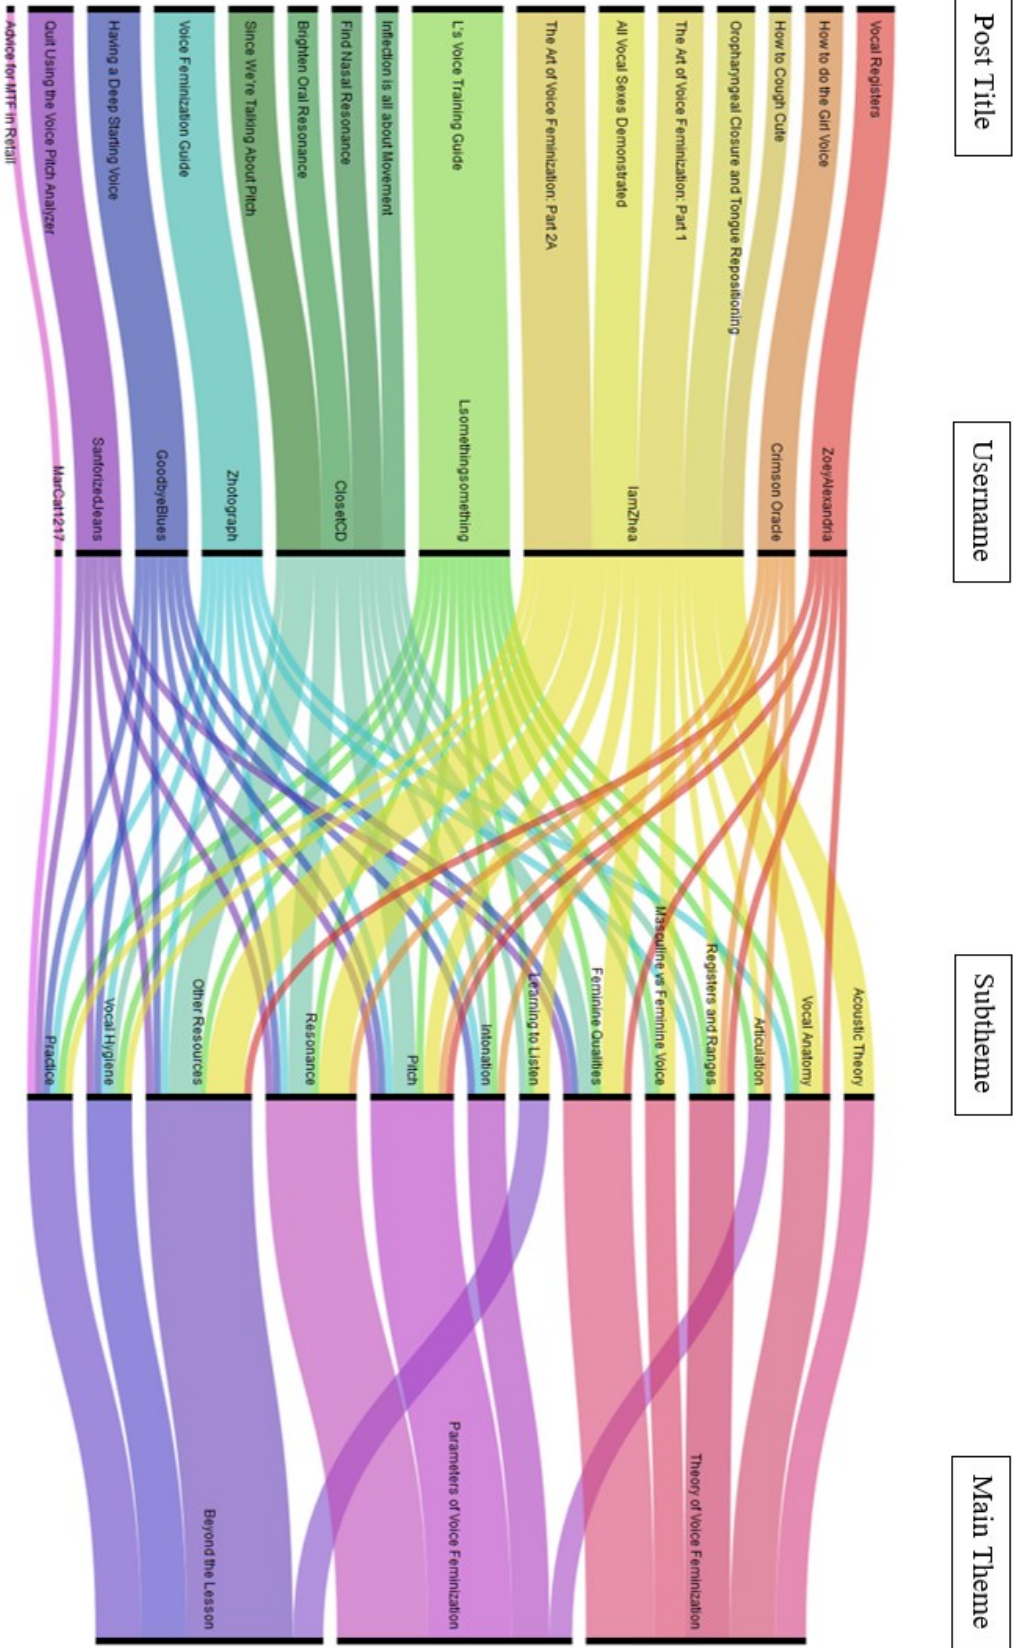 Post Title
Username
Subtheme
Main Theme
Vocal Registers
How to do the Girl Voice
How to Cough Cute
Oropharyngeal Closure and Tongue Repositioning
The Art of Voice Feminization: Part 1
All Vocal Sexes Demonstrated
The Art of Voice Feminization: Part 2A
L's Voice Training Guide
Inflection is all about Movement
Find Nasal Resonance
Brighten Oral Resonance
Since We're Talking About Pitch
Voice Feminization Guide
Having a Deep Starting Voice
Quit Using the Voice Pitch Analyzer
Advice for MTF in Retail
ZoeyAlexandria
Crimson Oracle
IamZhea
Lsomethingsomething
ClosetCD
Zhotograph
GoodbyeBlues
SanforizedJeans
MarCat1217
Acoustic Theory
Vocal Anatomy
Articulation
Registers and Ranges
Masculine vs Feminine Voice
Feminine Qualities
Learning to Listen
Intonation
Pitch
Resonance
Other Resources
Vocal Hygiene
Practice
Theory of Voice Feminization
Parameters of Voice Feminization
Beyond the Lesson